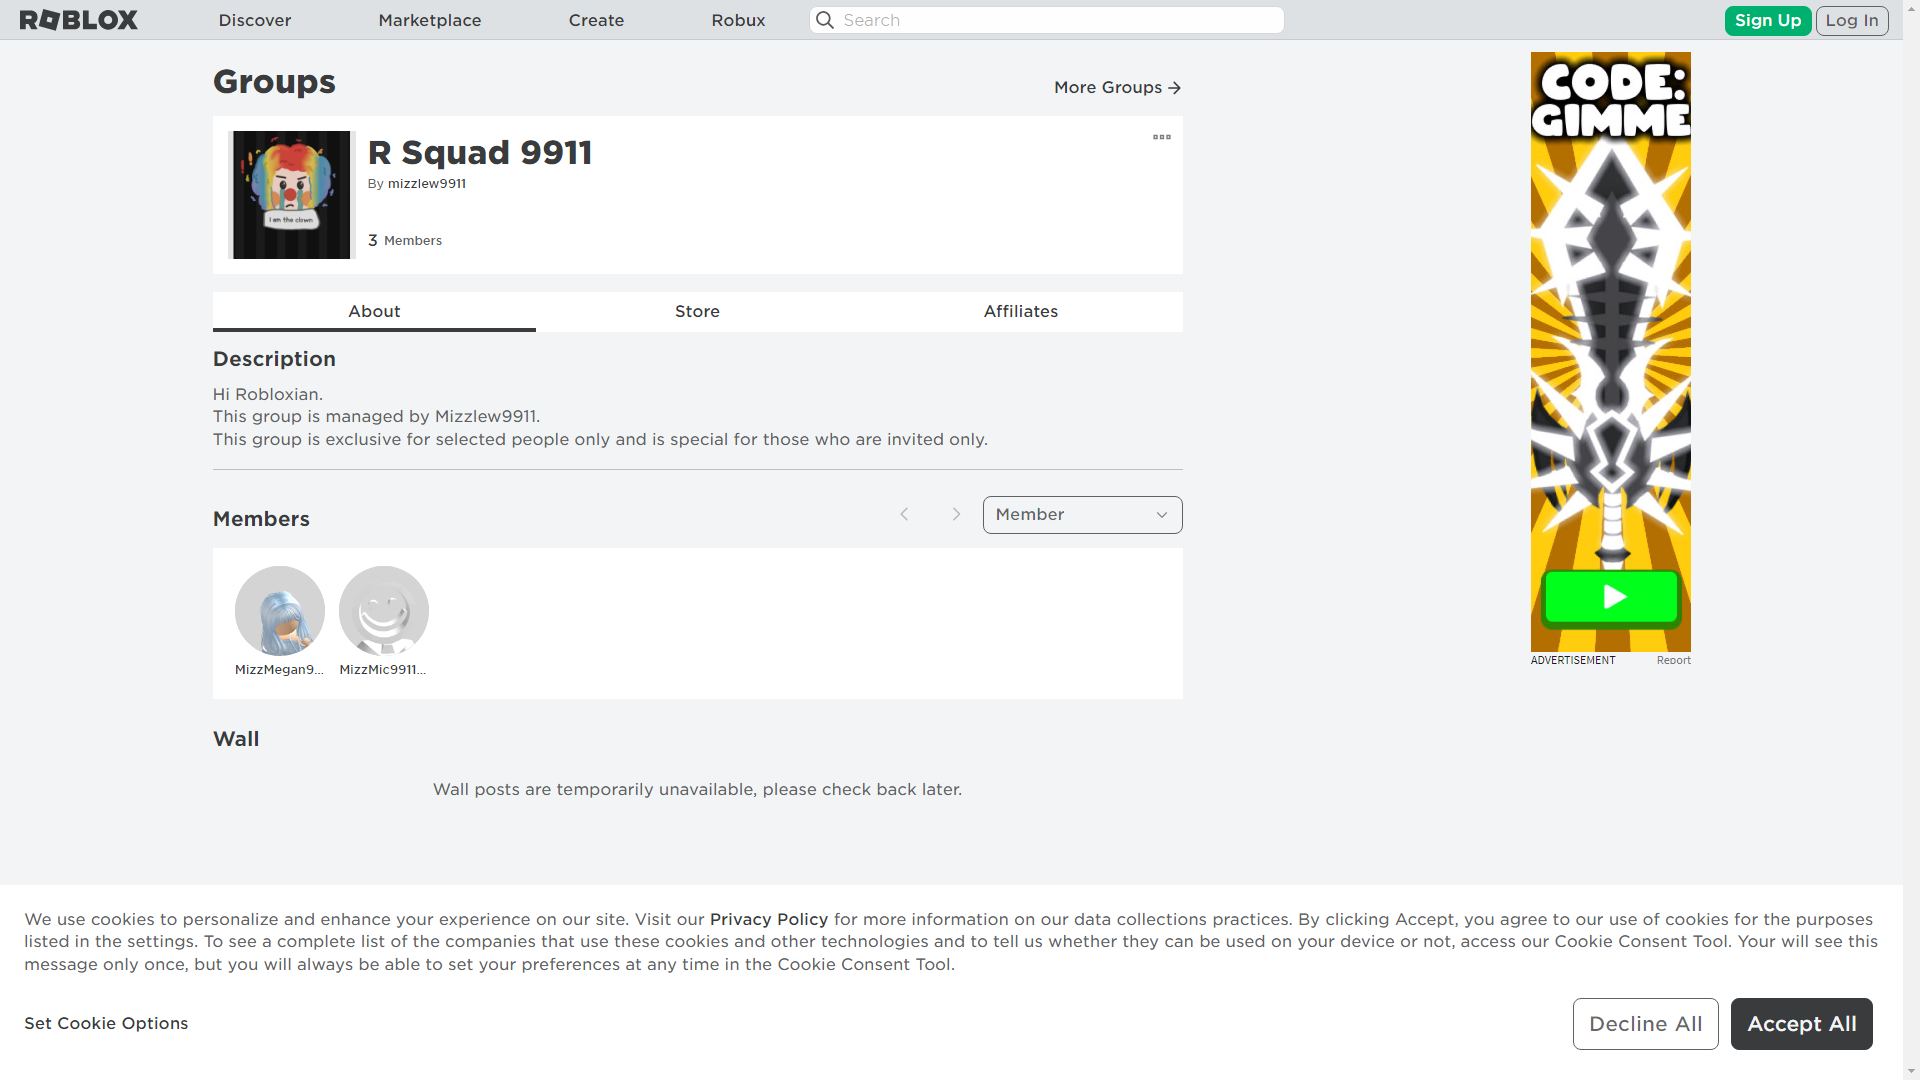 ROBLOX
Discover
Marketplace
Create
Robux
Search
Sign Up
Log In
Groups
More Groups
I am the clown
R Squad 9911
By mizzlew9911
3 Members
About
Store
Affiliates
Description
Hi Robloxian.
This group is managed by Mizzlew9911.
This group is exclusive for selected people only and is special for those who are invited only.
Members
Member
MizzMegan9...
MizzMic9911...
Wall
Wall posts are temporarily unavailable, please check back later.
CODE:
GIMME
ADVERTISEMENT
Report
We use cookies to personalize and enhance your experience on our site. Visit our Privacy Policy for more information on our data collections practices. By clicking Accept, you agree to our use of cookies for the purposes
listed in the settings. To see a complete list of the companies that use these cookies and other technologies and to tell us whether they can be used on your device or not, access our Cookie Consent Tool. Your will see this
message only once, but you will always be able to set your preferences at any time in the Cookie Consent Tool.
Set Cookie Options
Decline All
Accept All